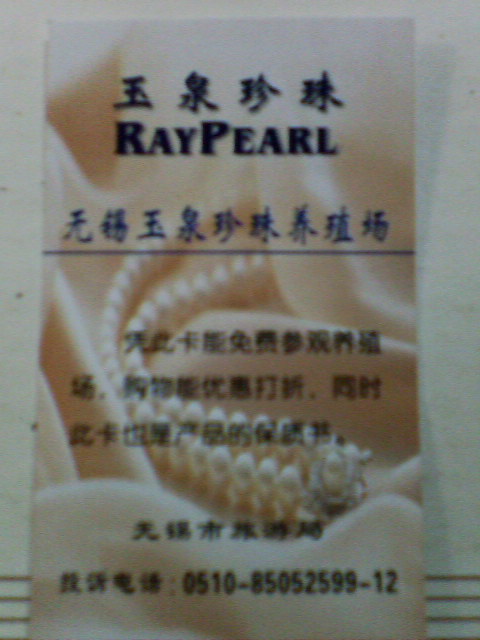 玉泉珍珠
RAYPEARL
无锡玉泉珍珠养殖场
凭此卡能免费参观养殖
场，购物能优惠打折，同时
此卡也是产品的保质书。
无锡市旅游局
投诉电话：0510-85052599-12